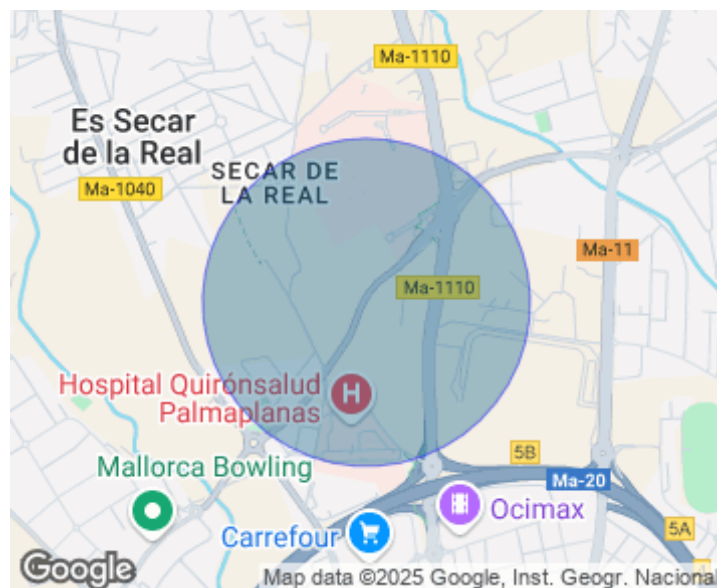 Ma-1110
Es Secar
de la Real
SECAR DE
LA REAL
Ma-1040
Ma-11
Ma-1110
Hospital Quirónsalud
Palmaplanas
H
Mallorca Bowling
5B
Ma-20
Ocimax
Carrefour
5A
Google
Map data ©2025 Google, Inst. Geogr. Naciona